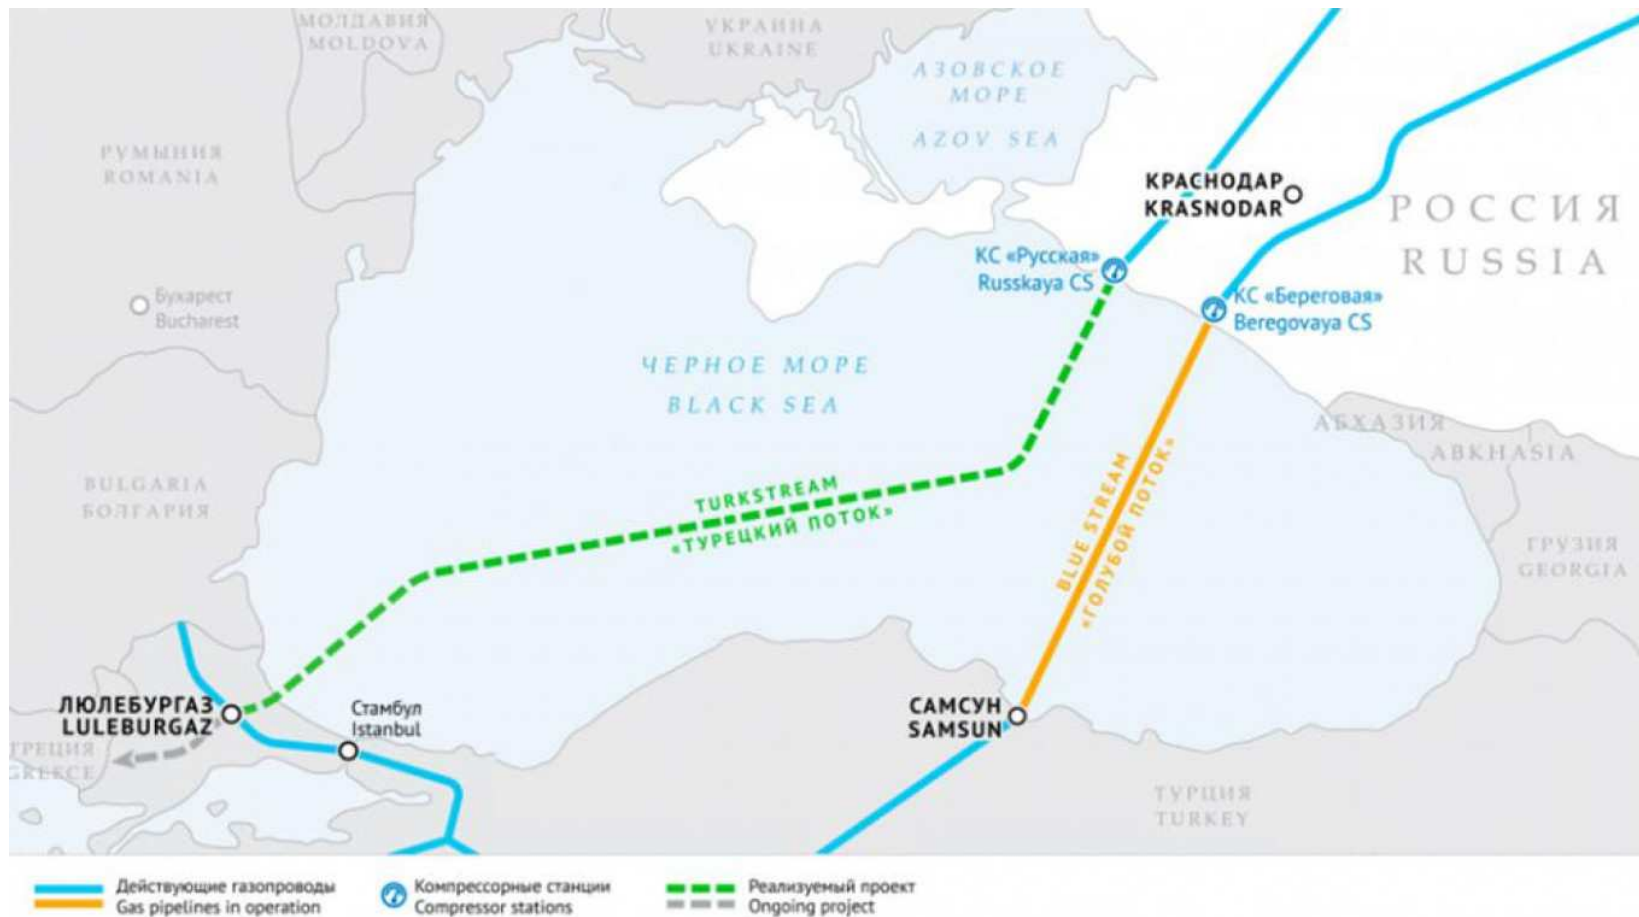 МОЛДАВИЯ
MOLDOVA
УКРАИНА
UKRAINE
АЗОВСКОЕ
МОРЕ
AZOV SEA
РУМЫНИЯ
ROMANIA
КРАСНОДАР
KRASNODAR
РОССИЯ
RUSSIA
КС «Русская»
Russkaya CS
КС «Береговая»
Beregovaya CS
Бухарест
Bucharest
ЧЕРНОЕ МОРЕ
BLACK SEA
АБХАЗИЯ
ABKHASIA
BULGARIA
БОЛГАРИЯ
TURKSTREAM
«ТУРЕЦКИЙ ПОТОК»
BLUE STREAM
«ГОЛУБОЙ ПОТОК»
ГРУЗИЯ
GEORGIA
ЛЮЛЕБУРГАЗ
LULEBURGAZ
Стамбул
Istanbul
САМСУН
SAMSUN
ГРЕЦИЯ
GREECE
ТУРЦИЯ
TURKEY
Действующие газопроводы
Gas pipelines in operation
Компрессорные станции
Compressor stations
Реализуемый проект
Ongoing project